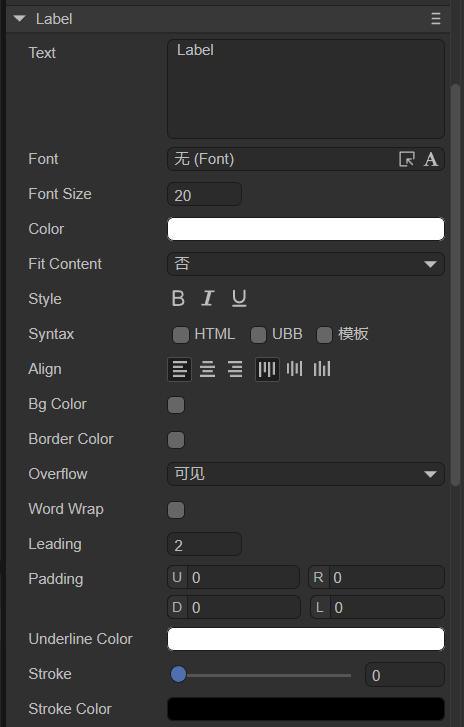 Label
Text Label
Font 无 (Font) A
Font Size 20
Color
Fit Content 否
Style B I U
Syntax HTML UBB 模板
Align
Bg Color
Border Color
Overflow 可见
Word Wrap
Leading 2
Padding U 0 R 0
D 0 L 0
Underline Color
Stroke 0
Stroke Color